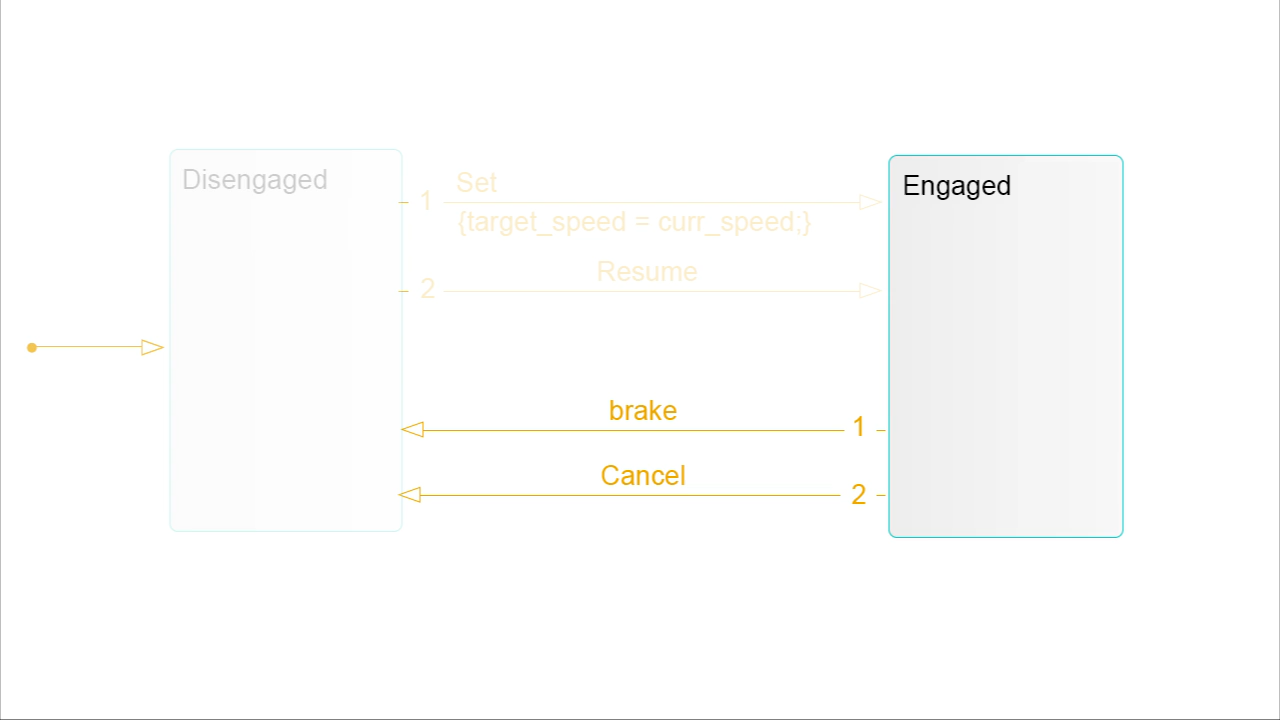 Disengaged
Engaged
1
Set
{target_speed = curr_speed;}
2
Resume
brake
1
Cancel
2